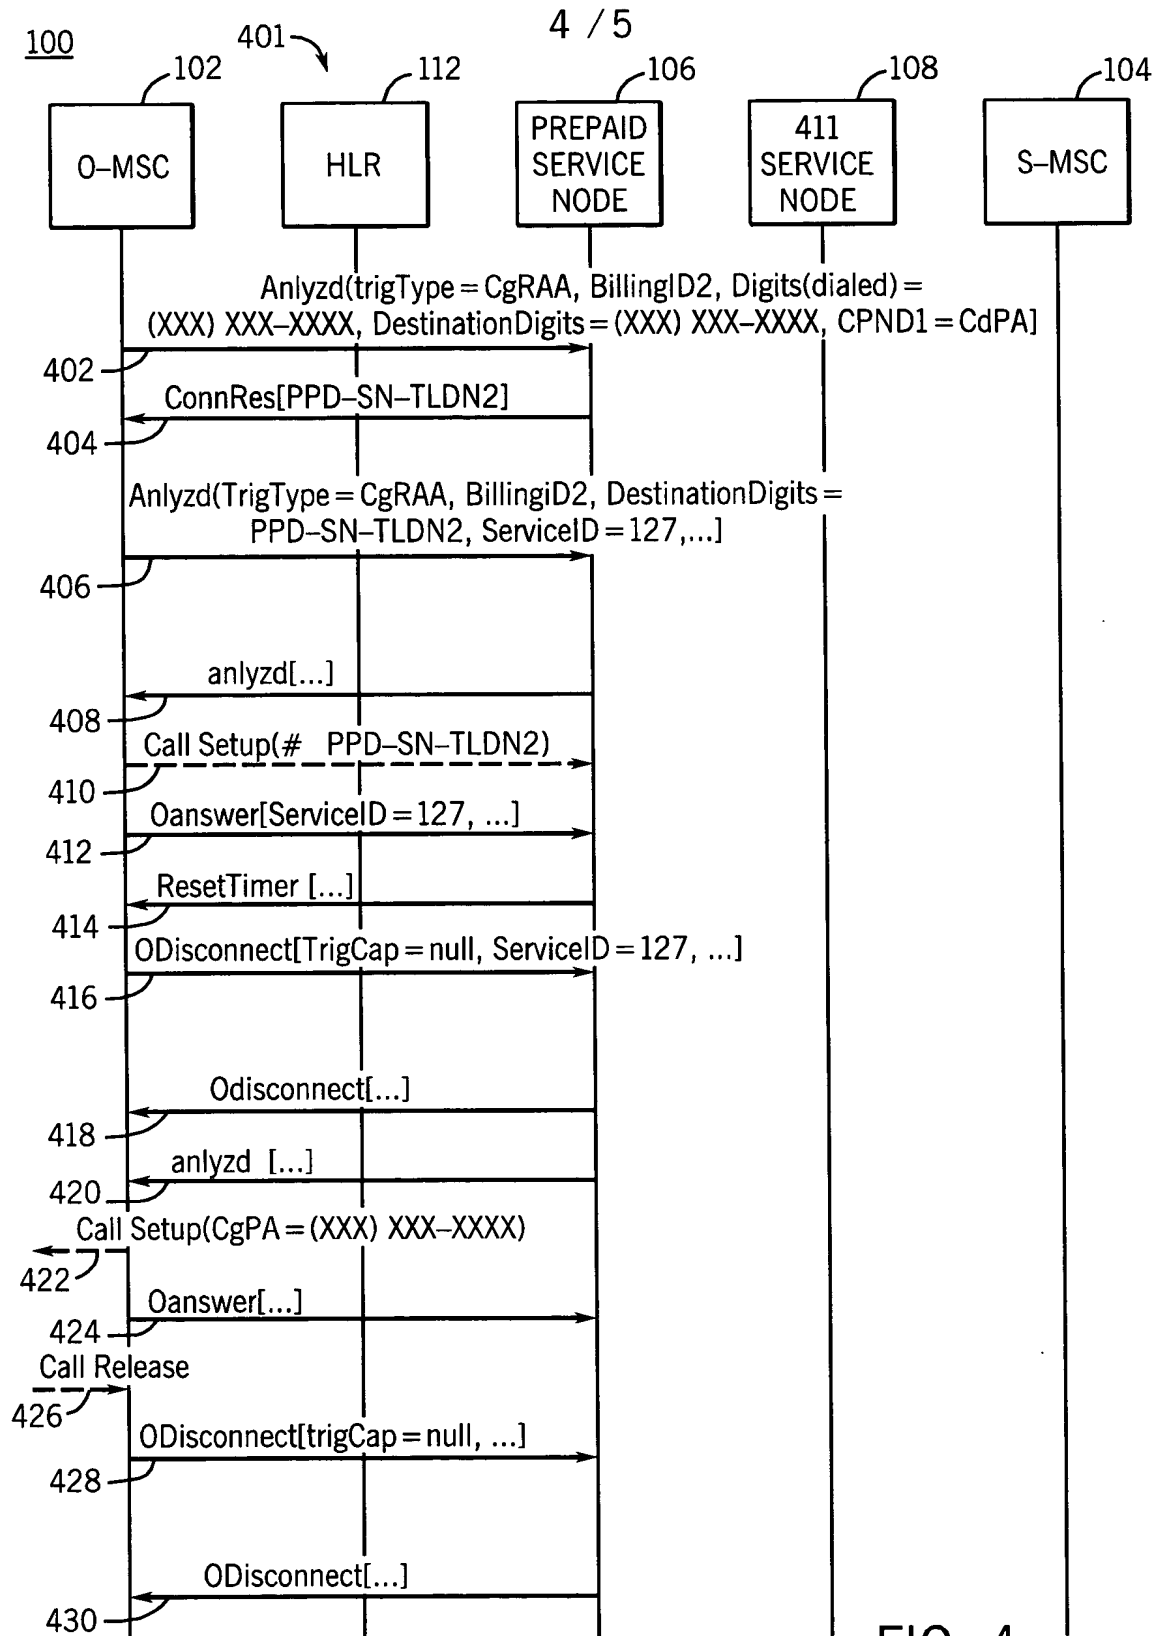 4 / 5
100
401
102
112
106
108
104
O–MSC
HLR
PREPAID
SERVICE
NODE
411
SERVICE
NODE
S–MSC
Anlyzd(trigType = CgRAA, BillingID2, Digits(dialed) =
(XXX) XXX–XXXX, DestinationDigits = (XXX) XXX–XXXX, CPND1 = CdPA]
402
ConnRes[PPD–SN–TLDN2]
404
Anlyzd(TrigType = CgRAA, BillingiD2, DestinationDigits =
PPD–SN–TLDN2, ServiceID = 127,...]
406
anlyzd[...]
408
Call Setup(# PPD–SN–TLDN2)
410
Oanswer[ServiceID = 127, ...]
412
ResetTimer [...]
414
ODisconnect[TrigCap = null, ServiceID = 127, ...]
416
Odisconnect[...]
418
anlyzd [...]
420
Call Setup(CgPA = (XXX) XXX–XXXX)
422
Oanswer[...]
424
Call Release
426
ODisconnect[trigCap = null, ...]
428
ODisconnect[...]
430
FIG. 4